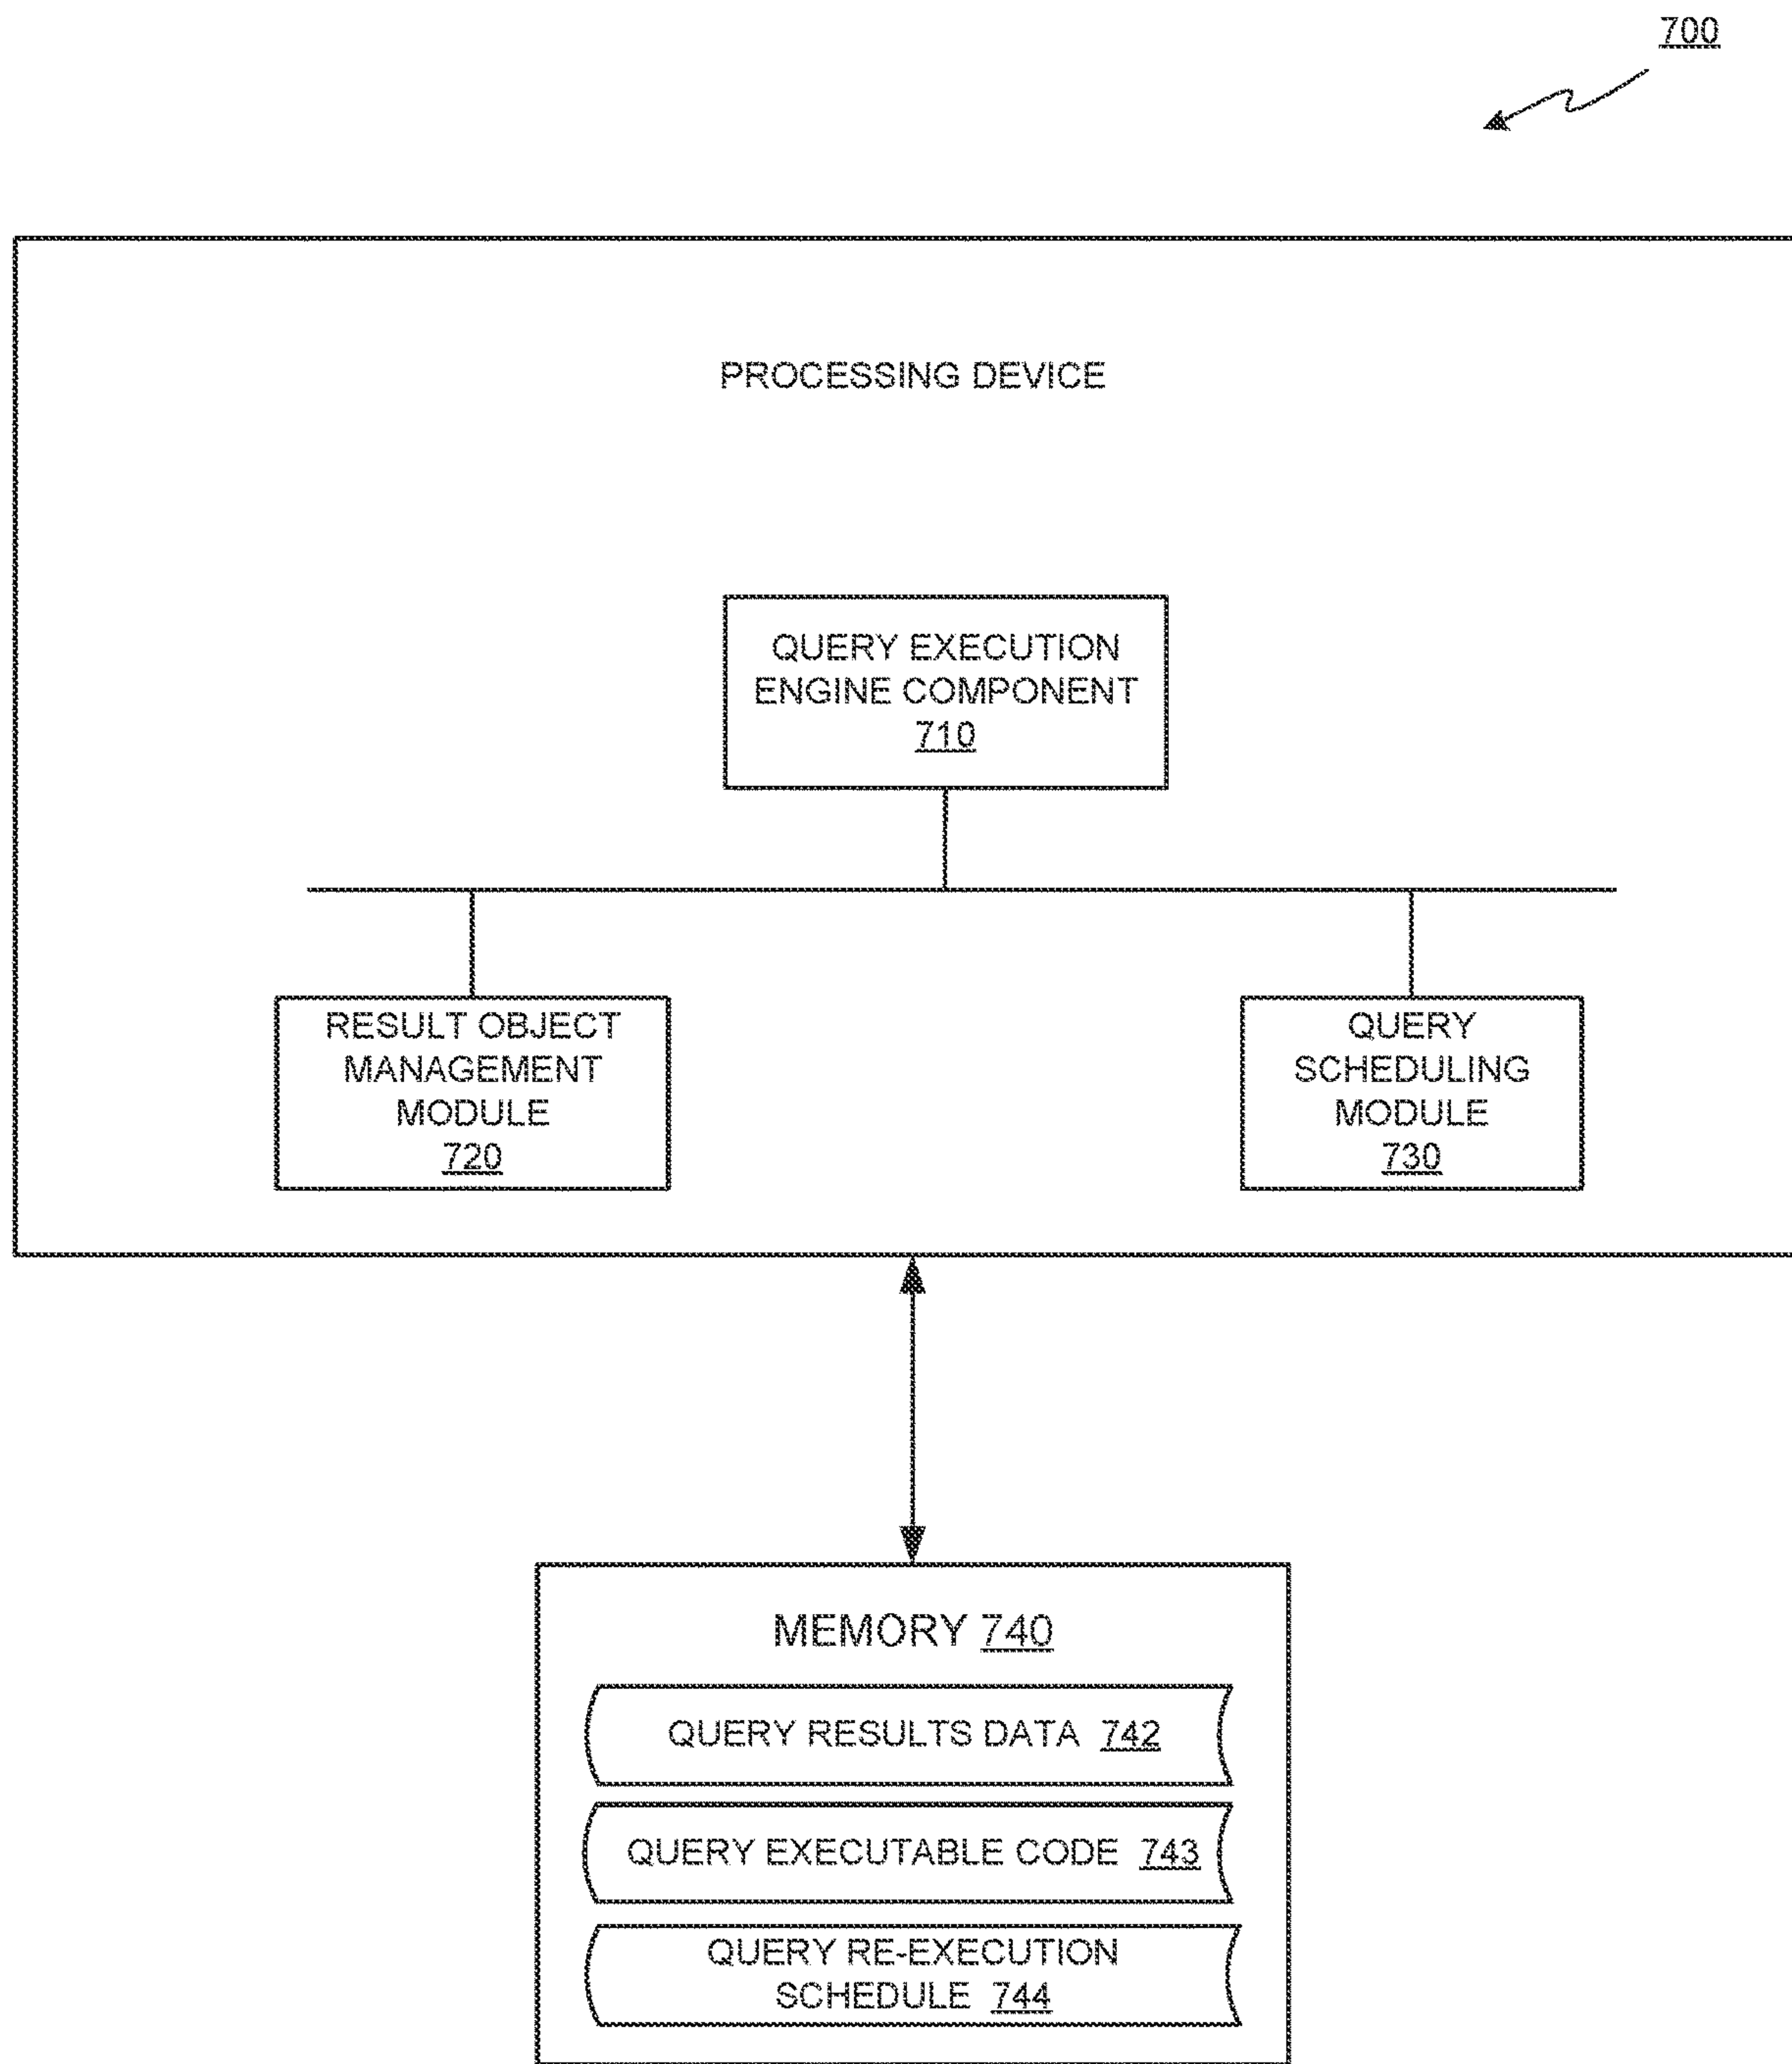 700
PROCESSING DEVICE
QUERY EXECUTION
ENGINE COMPONENT
710
RESULT OBJECT
MANAGEMENT
MODULE
720
QUERY
SCHEDULING
MODULE
730
MEMORY 740
QUERY RESULTS DATA 742
QUERY EXECUTABLE CODE 743
QUERY RE-EXECUTION
SCHEDULE 744